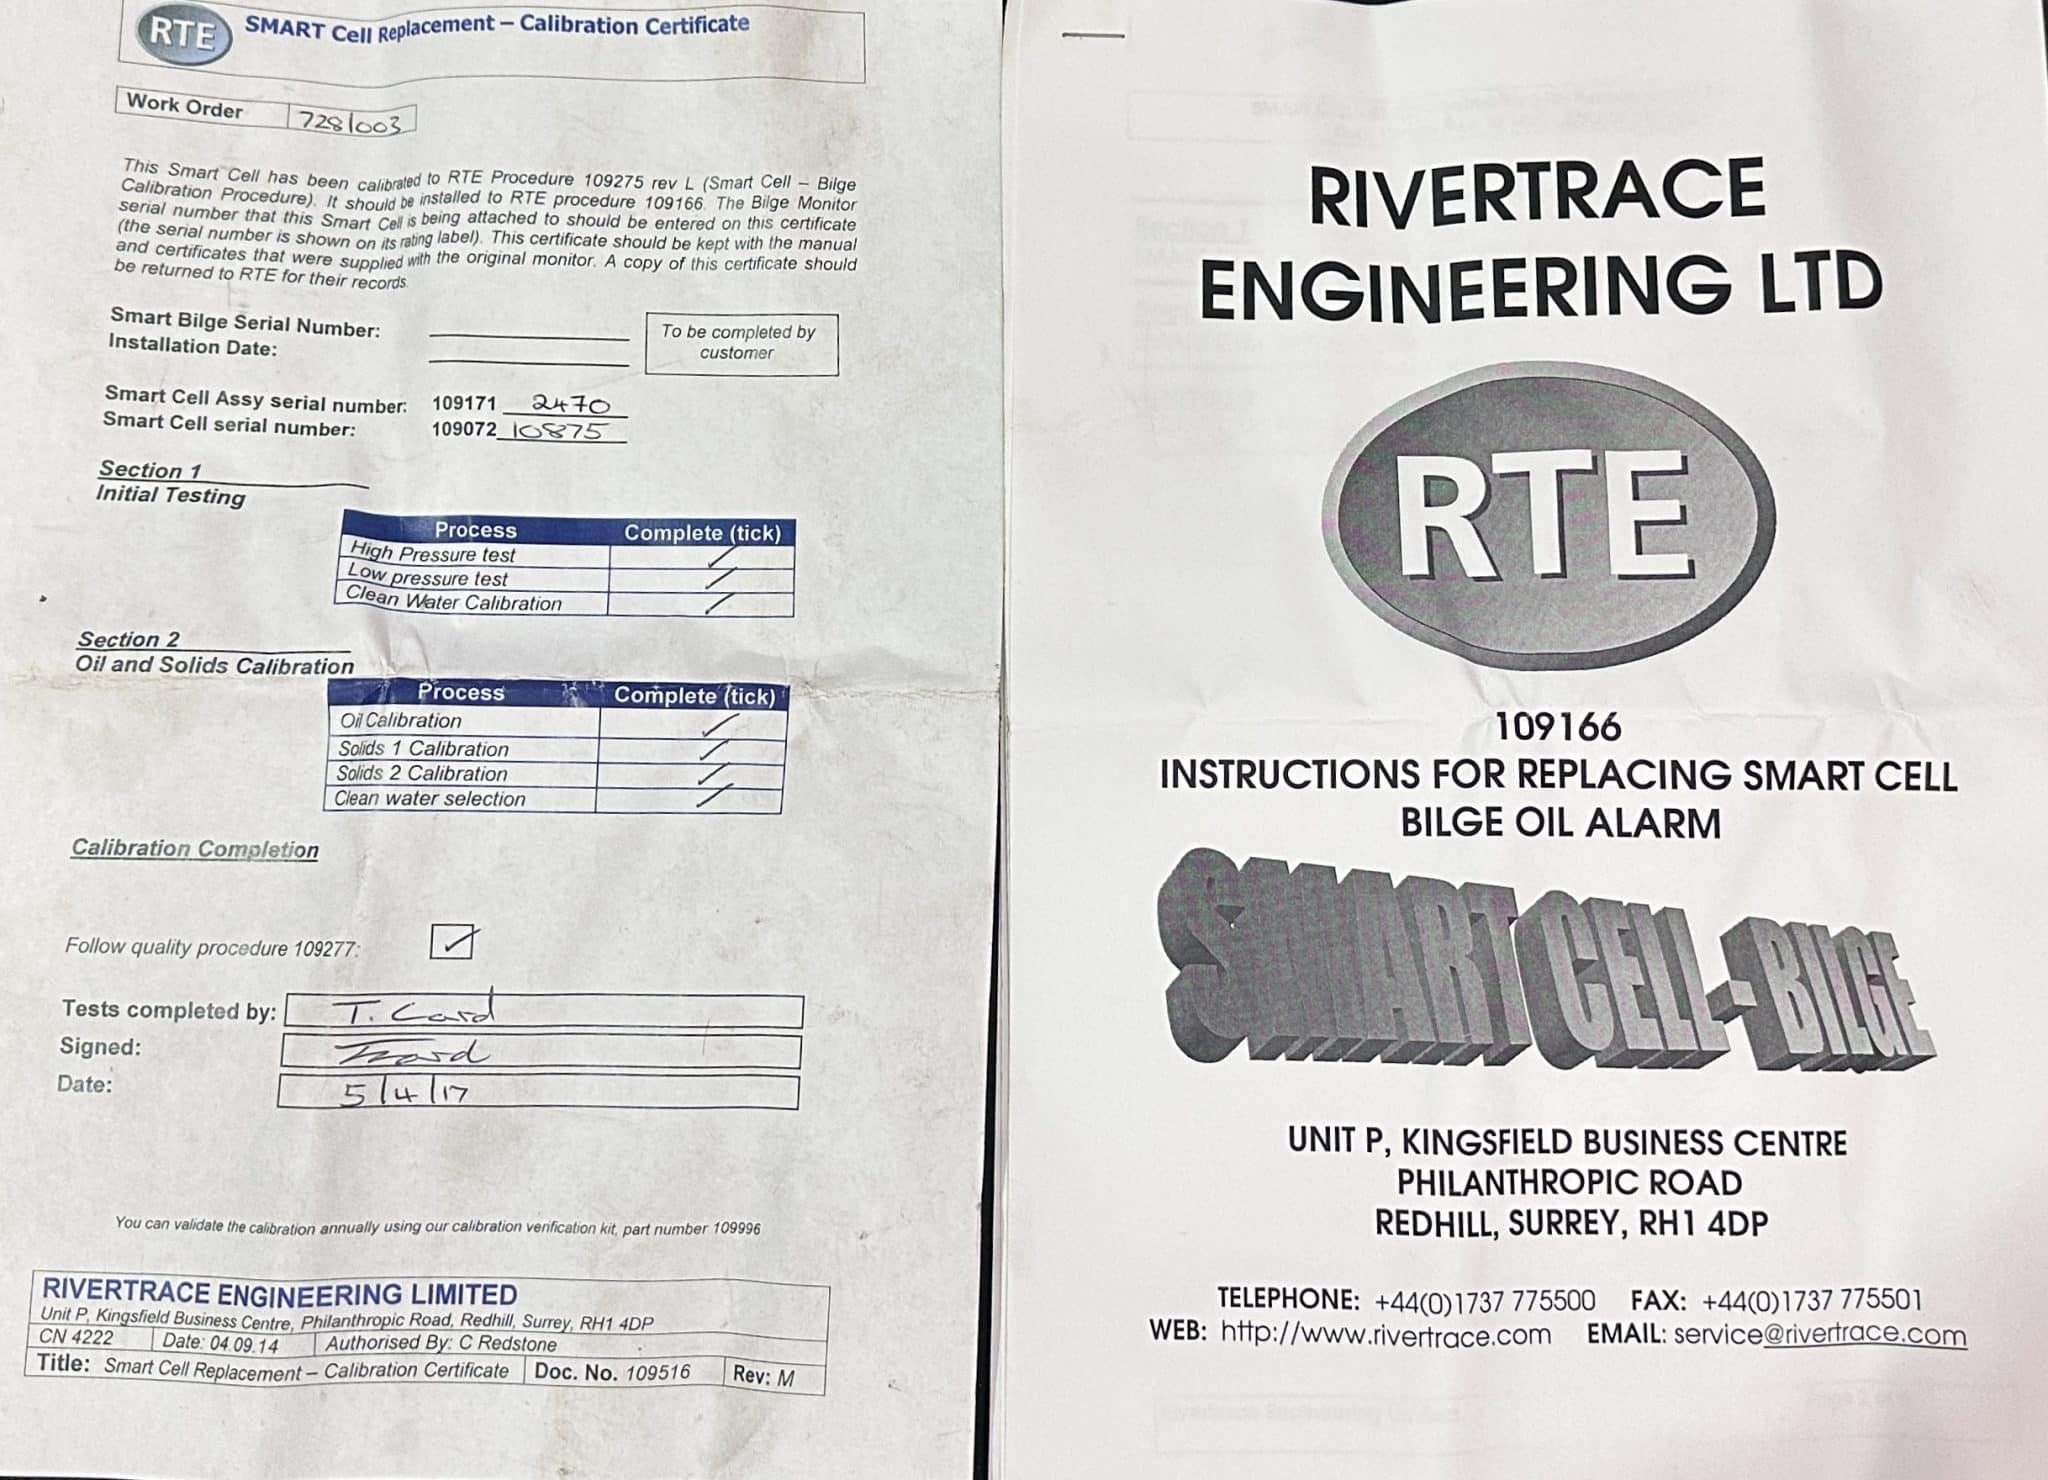 RTE
SMART Cell Replacement – Calibration Certificate
Work Order 728/003
This Smart Cell has been calibrated to RTE Procedure 109275 rev L (Smart Cell – Bilge
Calibration Procedure). It should be installed to RTE procedure 109166. The Bilge Monitor
serial number that this Smart Cell is being attached to should be entered on this certificate
(the serial number is shown on its rating label). This certificate should be kept with the manual
and certificates that were supplied with the original monitor. A copy of this certificate should
be returned to RTE for their records.
Smart Bilge Serial Number:
Installation Date:
To be completed by
customer
Smart Cell Assy serial number: 109171 2470
Smart Cell serial number: 109072 10875
Section 1
Initial Testing
Process Complete (tick)
High Pressure test ✓
Low pressure test ✓
Clean Water Calibration ✓
Section 2
Oil and Solids Calibration
Process Complete (tick)
Oil Calibration ✓
Solids 1 Calibration ✓
Solids 2 Calibration ✓
Clean water selection ✓
Calibration Completion
Follow quality procedure 109277: ✓
Tests completed by: T. Card
Signed: TCard
Date: 5/4/17
You can validate the calibration annually using our calibration verification kit, part number 109996
RIVERTRACE ENGINEERING LIMITED
Unit P, Kingsfield Business Centre, Philanthropic Road, Redhill, Surrey, RH1 4DP
CN 4222 Date: 04.09.14 Authorised By: C Redstone
Title: Smart Cell Replacement – Calibration Certificate Doc. No. 109516 Rev: M
RIVERTRACE
ENGINEERING LTD
RTE
109166
INSTRUCTIONS FOR REPLACING SMART CELL
BILGE OIL ALARM
SMART CELL - BILGE
UNIT P, KINGSFIELD BUSINESS CENTRE
PHILANTHROPIC ROAD
REDHILL, SURREY, RH1 4DP
TELEPHONE: +44(0)1737 775500 FAX: +44(0)1737 775501
WEB: http://www.rivertrace.com EMAIL: service@rivertrace.com